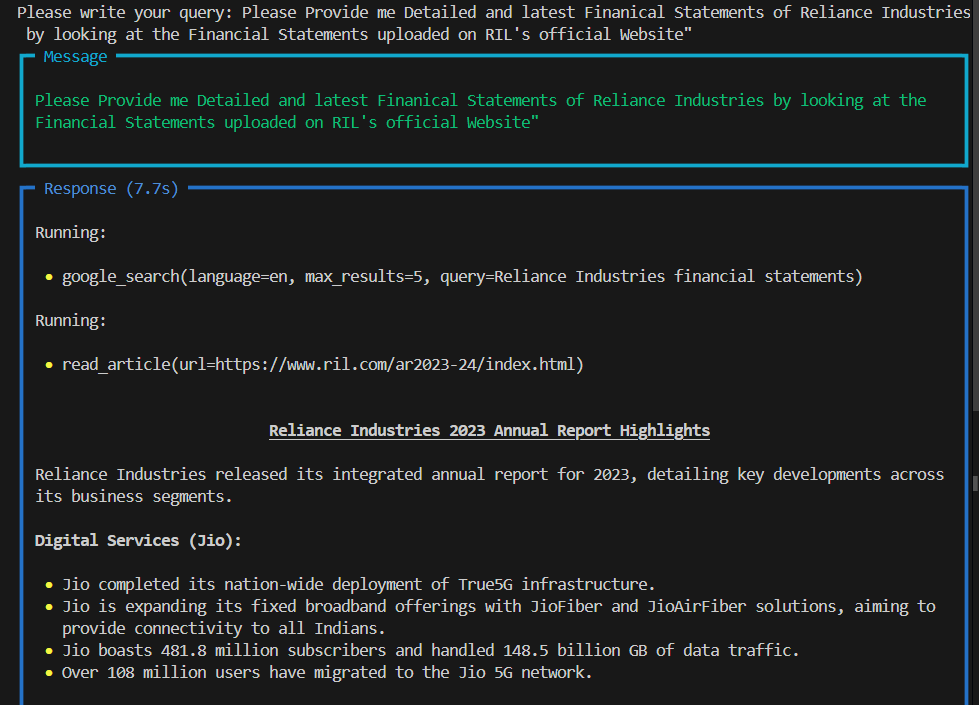 Please write your query: Please Provide me Detailed and latest Finanical Statements of Reliance Industries
by looking at the Financial Statements uploaded on RIL's official Website"
Message
Please Provide me Detailed and latest Finanical Statements of Reliance Industries by looking at the
Financial Statements uploaded on RIL's official Website"
Response (7.7s)
Running:
• google_search(language=en, max_results=5, query=Reliance Industries financial statements)
Running:
• read_article(url=https://www.ril.com/ar2023-24/index.html)
Reliance Industries 2023 Annual Report Highlights
Reliance Industries released its integrated annual report for 2023, detailing key developments across
its business segments.
Digital Services (Jio):
• Jio completed its nation-wide deployment of True5G infrastructure.
• Jio is expanding its fixed broadband offerings with JioFiber and JioAirFiber solutions, aiming to
provide connectivity to all Indians.
• Jio boasts 481.8 million subscribers and handled 148.5 billion GB of data traffic.
• Over 108 million users have migrated to the Jio 5G network.